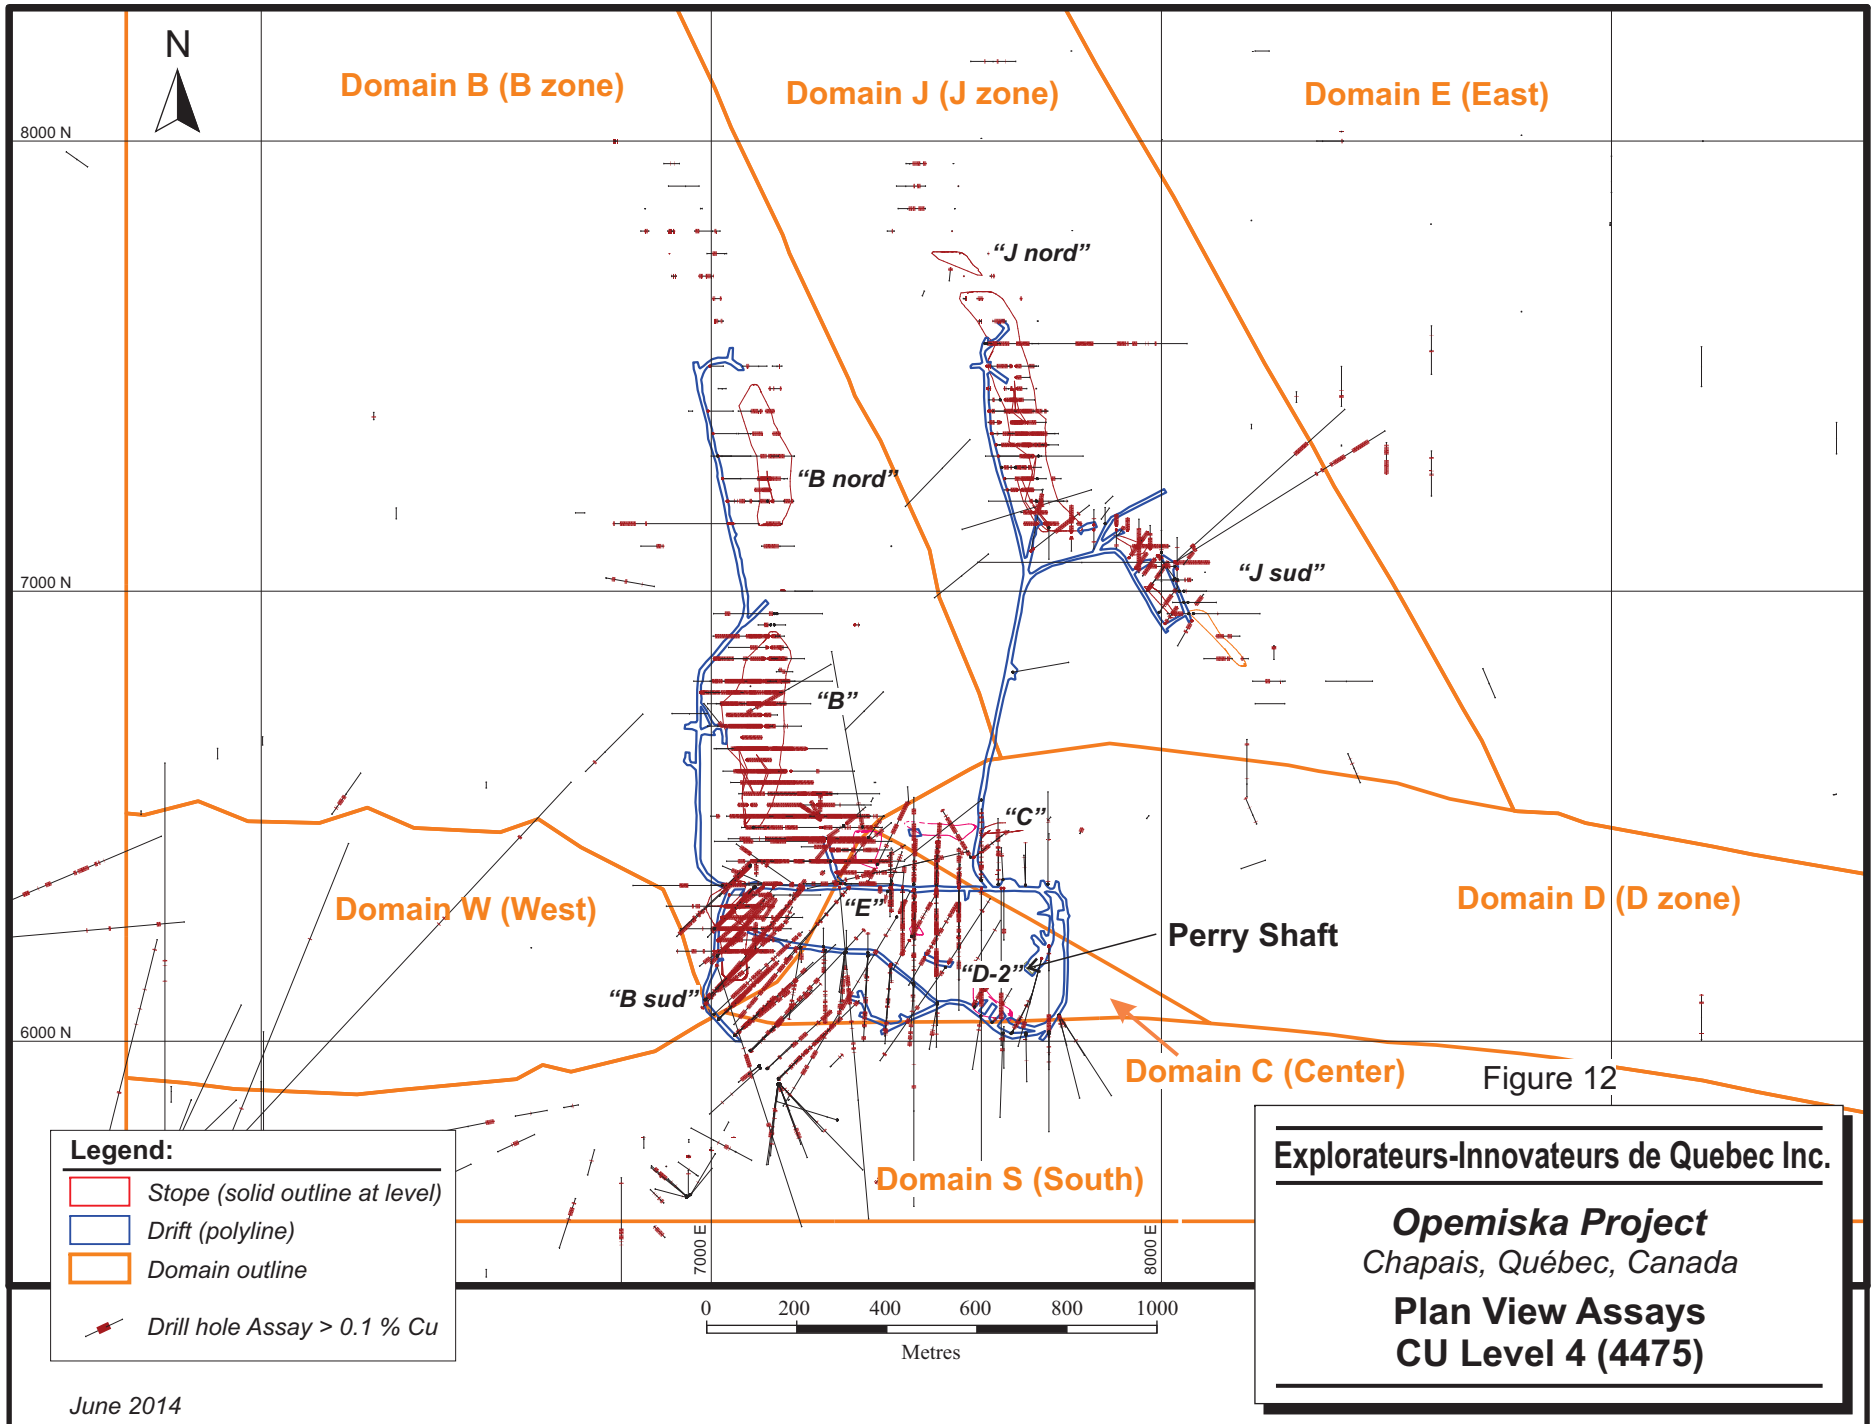 N
Domain B (B zone)
Domain J (J zone)
Domain E (East)
8000 N
“J nord”
“B nord”
“J sud”
7000 N
“B”
“C”
Domain W (West)
“E”
Domain D (D zone)
Perry Shaft
“D-2”
“B sud”
6000 N
Domain C (Center)
Figure 12
Domain S (South)
7000 E
8000 E
Legend:
Stope (solid outline at level)
Drift (polyline)
Domain outline
Drill hole Assay > 0.1 % Cu
Explorateurs-Innovateurs de Quebec Inc.
Opemiska Project
Chapais, Québec, Canada
Plan View Assays
CU Level 4 (4475)
0 200 400 600 800 1000
Metres
June 2014